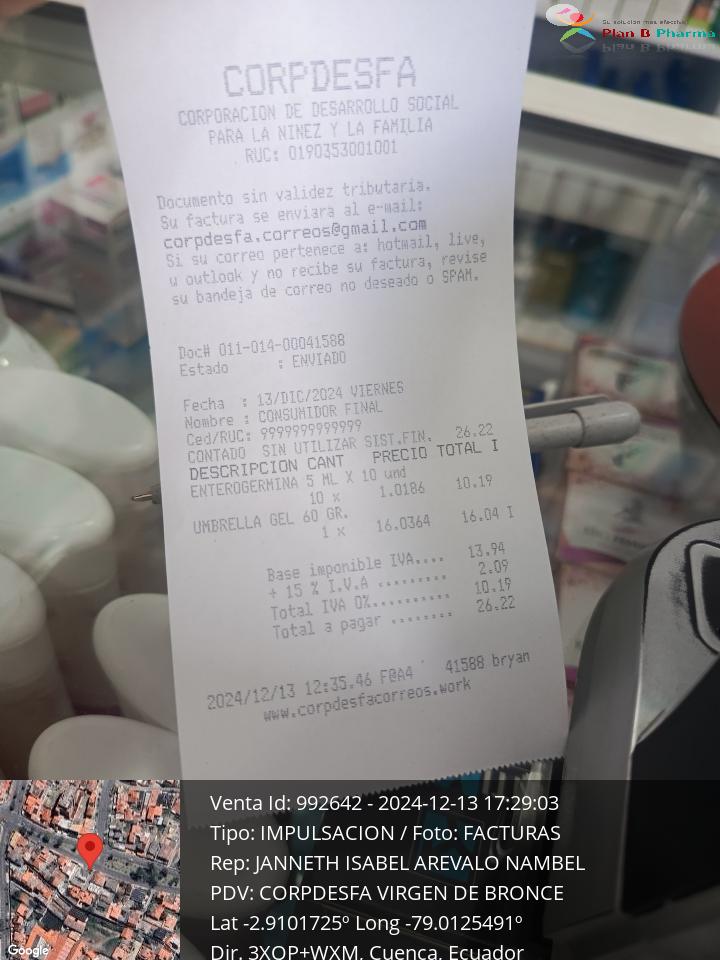 Su solución más efectiva!
Plan B Pharma
CORPDESFA
CORPORACION DE DESARROLLO SOCIAL
PARA LA NINEZ Y LA FAMILIA
RUC: 0190353001001
Documento sin validez tributaria.
Su factura se enviara al e-mail:
corpdesfa.correos@gmail.com
Si su correo pertenece a: hotmail, live,
u outlook y no recibe su factura, revise
su bandeja de correo no deseado o SPAM.
Doc# 011-014-00041588
Estado : ENVIADO
Fecha : 13/DIC/2024 VIERNES
Nombre : CONSUMIDOR FINAL
Ced/RUC: 9999999999999
CONTADO SIN UTILIZAR SIST.FIN. 26.22
DESCRIPCION CANT PRECIO TOTAL I
ENTEROGERMINA 5 ML X 10 und
10 x 1.0186 10.19
UMBRELLA GEL 60 GR.
1 x 16.0364 16.04 I
Base imponible IVA.... 13.94
+ 15 % I.V.A ......... 2.09
Total IVA 0%.......... 10.19
Total a pagar ........ 26.22
2024/12/13 12:35.46 F@A4 41588 bryan
www.corpdesfacorreos.work
Venta Id: 992642 - 2024-12-13 17:29:03
Tipo: IMPULSACION / Foto: FACTURAS
Rep: JANNETH ISABEL AREVALO NAMBEL
PDV: CORPDESFA VIRGEN DE BRONCE
Lat -2.9101725º Long -79.0125491º
Dir. 3XQP+WXM, Cuenca, Ecuador
Google